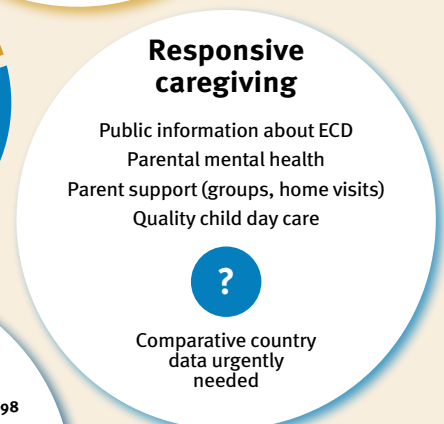 Responsive
caregiving
Public information about ECD
Parental mental health
Parent support (groups, home visits)
Quality child day care
?
Comparative country
data urgently
needed
98